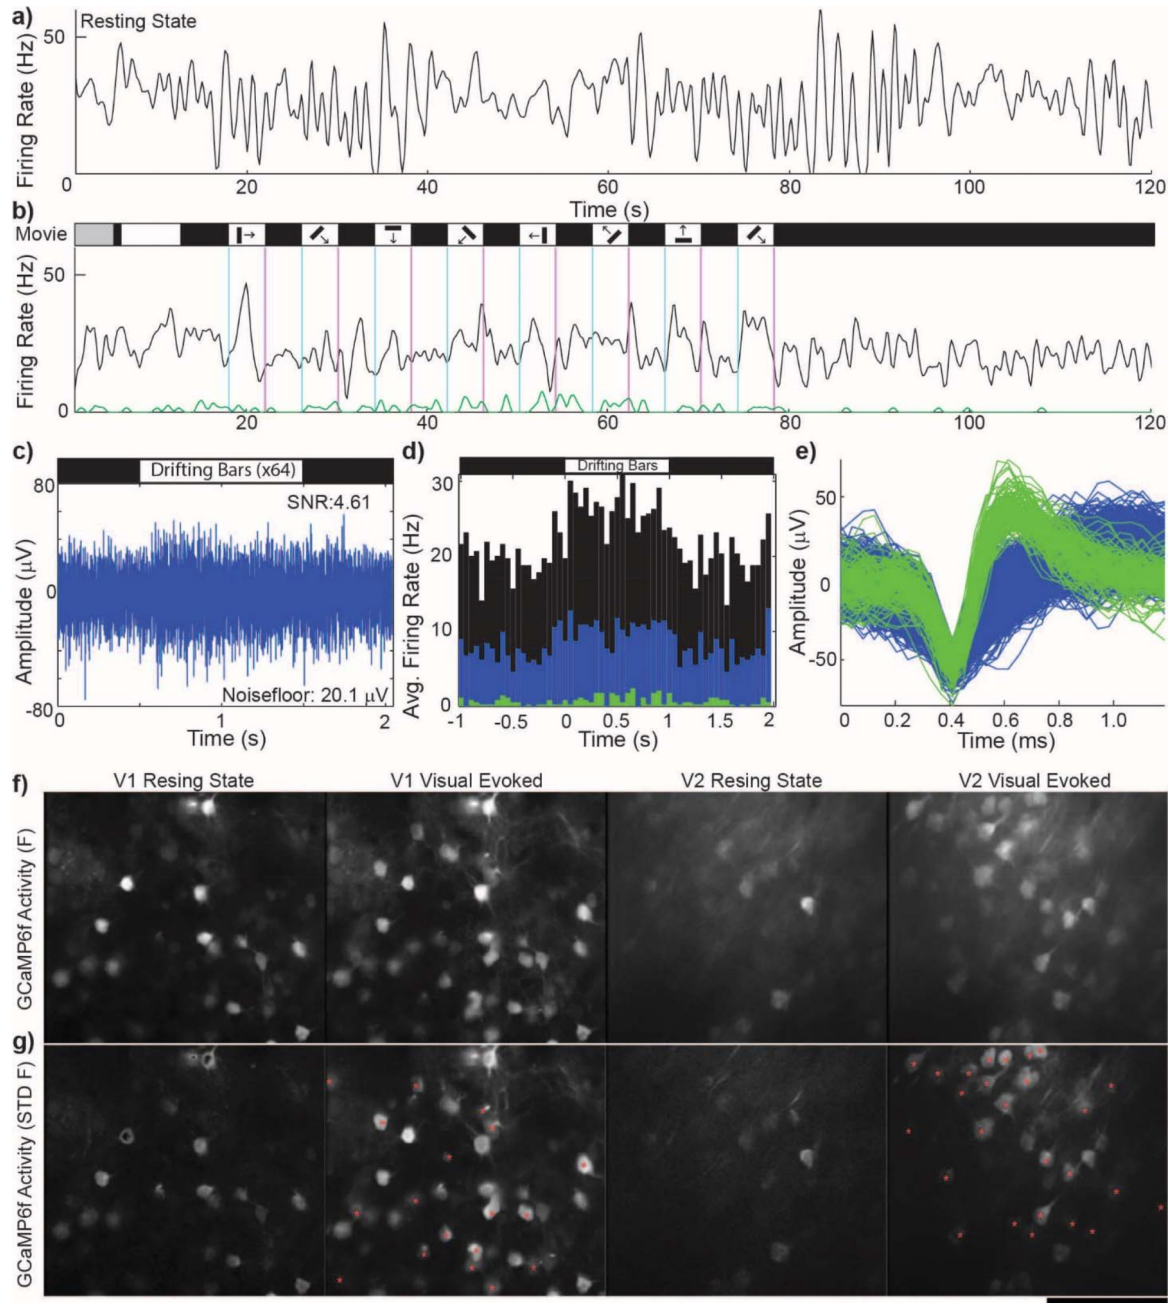 a)
Resting State
Firing Rate (Hz)
50
0
20
40
60
80
100
120
Time (s)
b)
Movie
Firing Rate (Hz)
50
0
20
40
60
80
100
120
c)
Drifting Bars (x64)
SNR:4.61
Noisefloor: 20.1 μV
Amplitude (μV)
80
0
-80
0
1
2
Time (s)
d)
Drifting Bars
Avg. Firing Rate (Hz)
30
20
10
0
-1
-0.5
0
0.5
1
1.5
2
Time (s)
e)
Amplitude (μV)
50
0
-50
0
0.2
0.4
0.6
0.8
1.0
Time (ms)
f)
V1 Resing State
V1 Visual Evoked
V2 Resing State
V2 Visual Evoked
GCaMP6f Activity (F)
g)
GCaMP6f Activity (STD F)